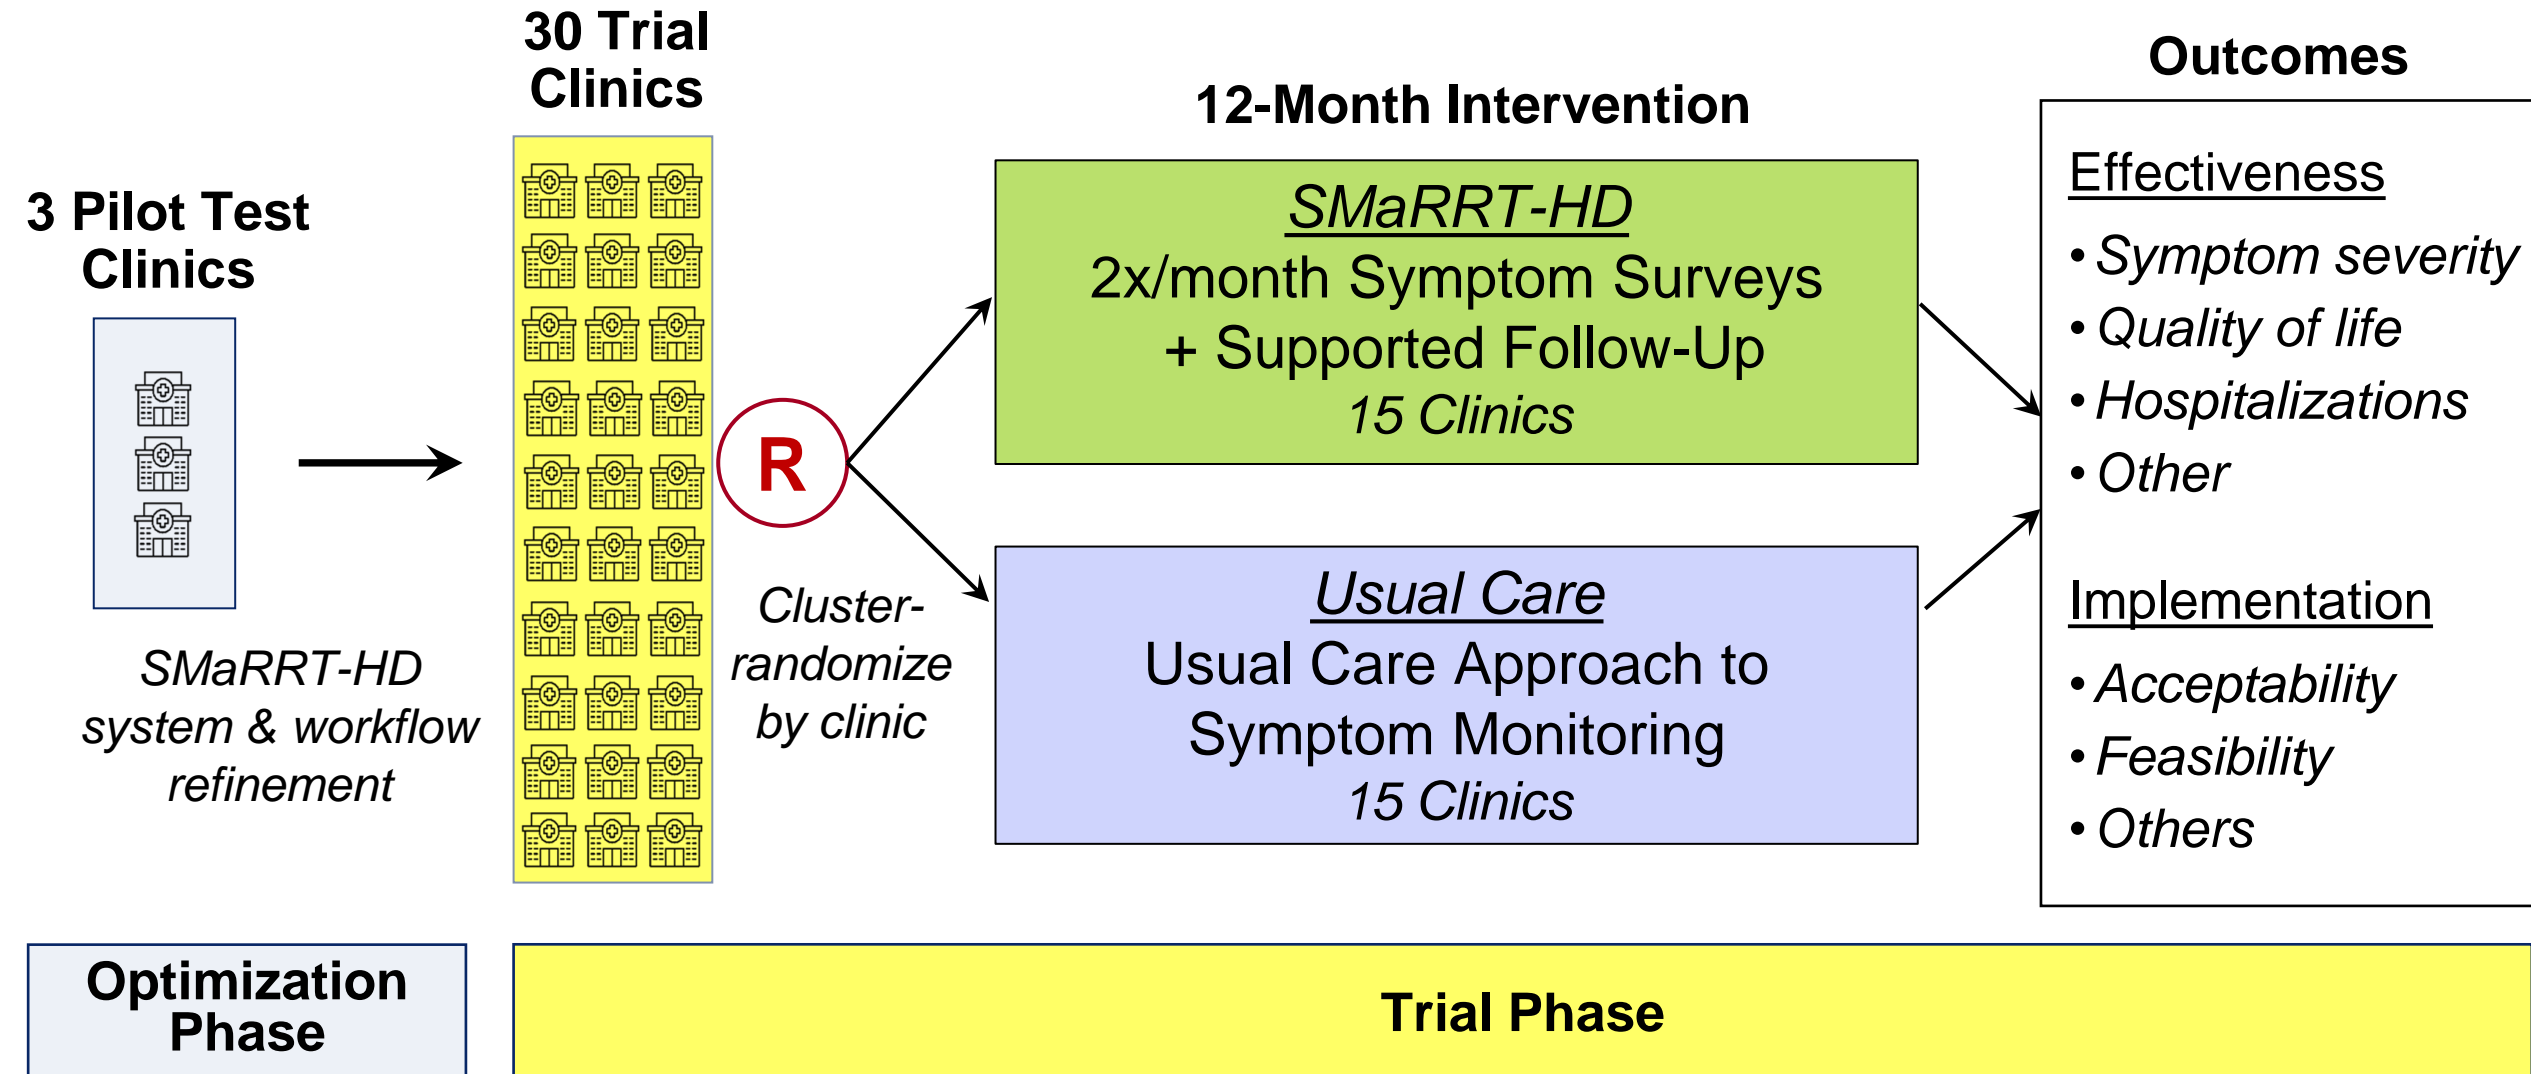 3 Pilot Test
Clinics
SMaRRT-HD
system & workflow
refinement
30 Trial
Clinics
R
Cluster-
randomize
by clinic
12-Month Intervention
SMaRRT-HD
2x/month Symptom Surveys
+ Supported Follow-Up
15 Clinics
Usual Care
Usual Care Approach to
Symptom Monitoring
15 Clinics
Outcomes
Effectiveness
• Symptom severity
• Quality of life
• Hospitalizations
• Other
Implementation
• Acceptability
• Feasibility
• Others
Optimization
Phase
Trial Phase